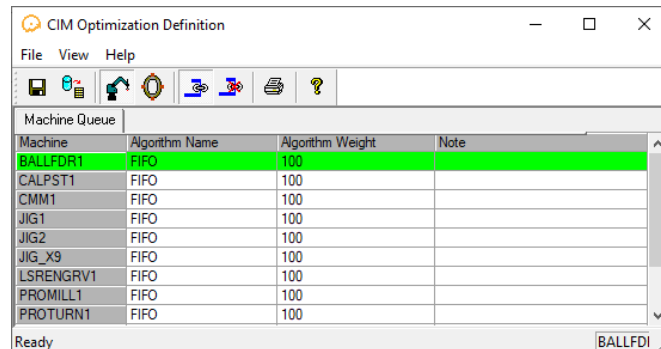 CIM Optimization Definition
File View Help
Machine Queue
Machine Algorithm Name Algorithm Weight Note
BALLFDR1 FIFO 100
CALPST1 FIFO 100
CMM1 FIFO 100
JIG1 FIFO 100
JIG2 FIFO 100
JIG_X9 FIFO 100
LSRENGRV1 FIFO 100
PROMILL1 FIFO 100
PROTURN1 FIFO 100
Ready BALLFDI